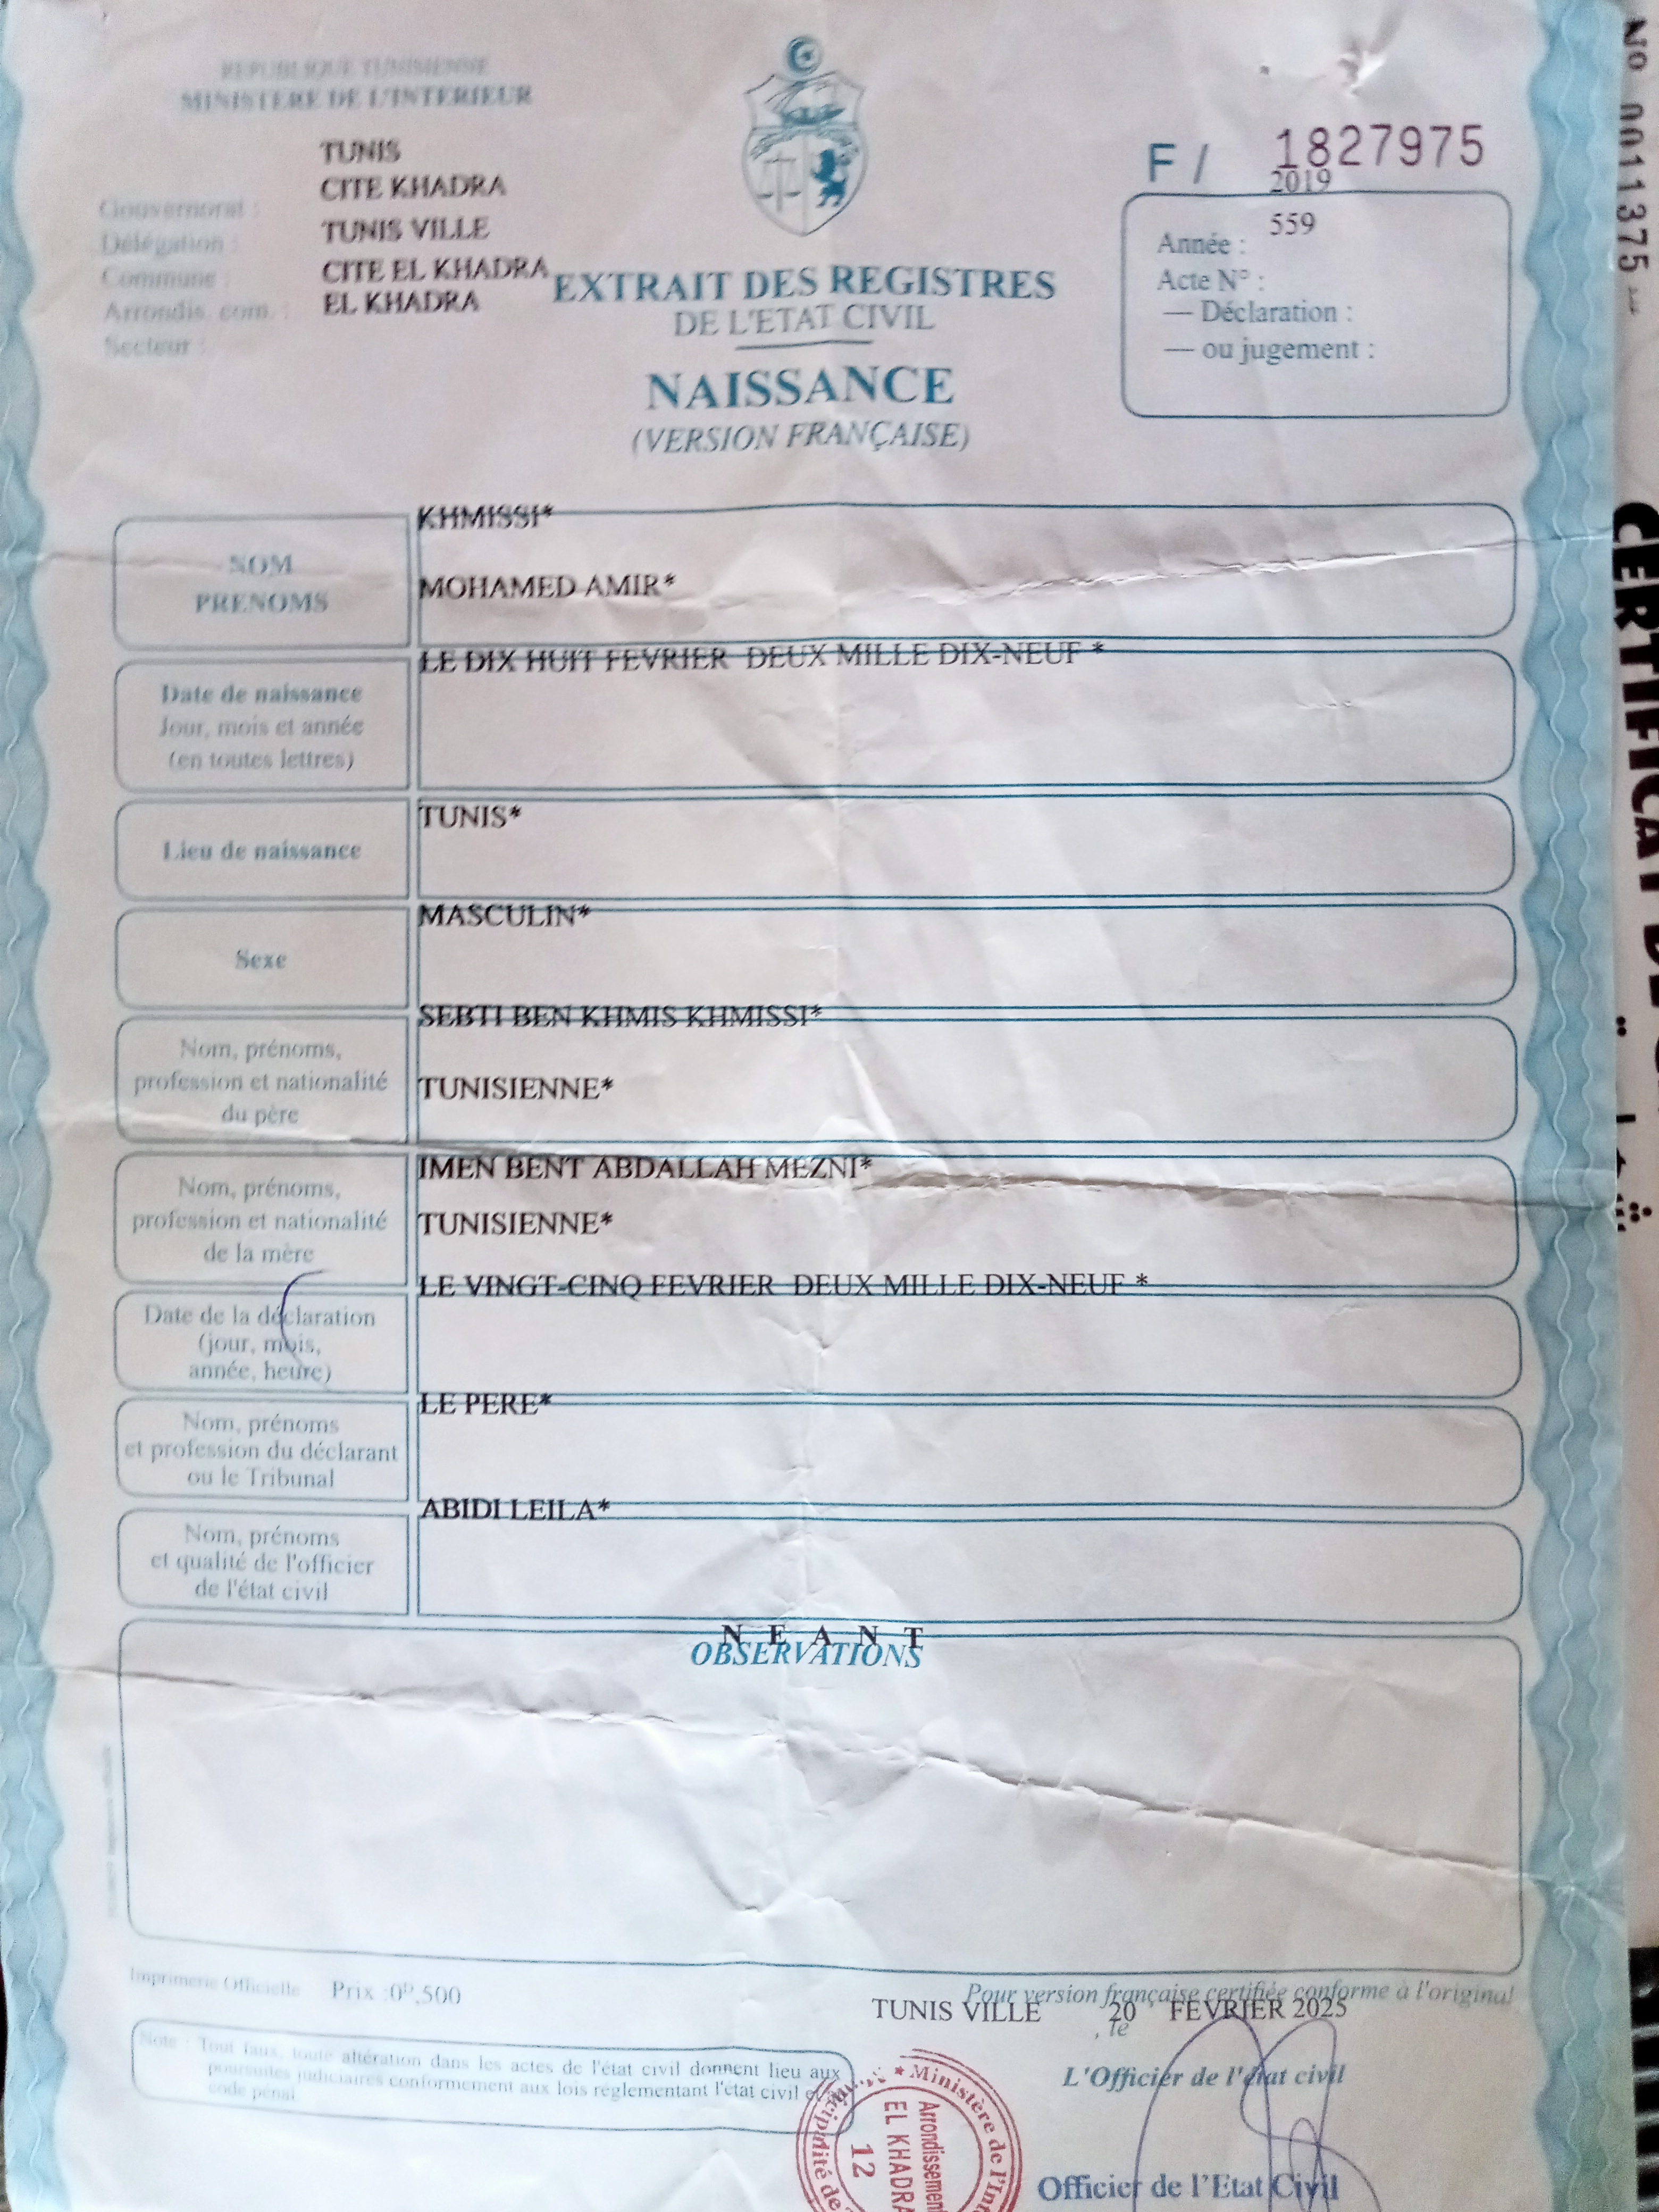 REPUBLIQUE TUNISIENNE
MINISTERE DE L'INTERIEUR
TUNIS
CITE KHADRA
TUNIS VILLE
CITE EL KHADRA
EL KHADRA
Gouvernorat :
Délégation :
Commune :
Arrondis. com. :
Secteur :
EXTRAIT DES REGISTRES
DE L'ETAT CIVIL
NAISSANCE
(VERSION FRANÇAISE)
F / 1827975
2019
559
Année :
Acte N° :
— Déclaration :
— ou jugement :
NOM
PRENOMS
KHMISSI*
MOHAMED AMIR*
Date de naissance
Jour, mois et année
(en toutes lettres)
LE DIX HUIT FEVRIER DEUX MILLE DIX-NEUF *
Lieu de naissance
TUNIS*
Sexe
MASCULIN*
Nom, prénoms,
profession et nationalité
du père
SEBTI BEN KHMIS KHMISSI*
TUNISIENNE*
Nom, prénoms,
profession et nationalité
de la mère
IMEN BENT ABDALLAH MEZNI*
TUNISIENNE*
Date de la déclaration
(jour, mois,
année, heure)
LE VINGT-CINQ FEVRIER DEUX MILLE DIX-NEUF *
Nom, prénoms
et profession du déclarant
ou le Tribunal
LE PERE*
Nom, prénoms
et qualité de l'officier
de l'état civil
ABIDI LEILA*
N E A N T
OBSERVATIONS
Imprimerie Officielle Prix :0ᴰ,500
Pour version française certifiée conforme à l'original
TUNIS VILLE 20 FEVRIER 2025
, le
Note : Tout faux, toute altération dans les actes de l'état civil donnent lieu aux
poursuites judiciaires conformement aux lois réglementant l'état civil et
code pénal
L'Officier de l'état civil
Officier de l'Etat Civil
★ Ministère de l'Int
Arrondissement
EL KHADRA
12
No 0011375
CERTIFICAT DE